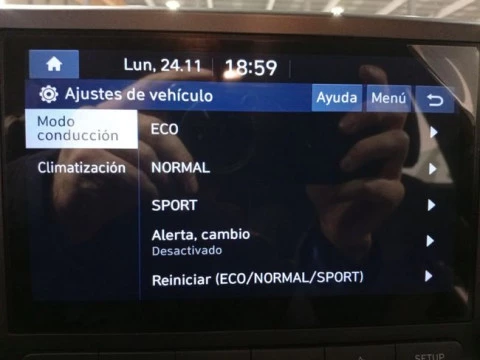 Lun, 24.11 18:59
Ajustes de vehículo Ayuda Menú
Modo
conducción
ECO
Climatización
NORMAL
SPORT
Alerta, cambio
Desactivado
Reiniciar (ECO/NORMAL/SPORT)
SETUP